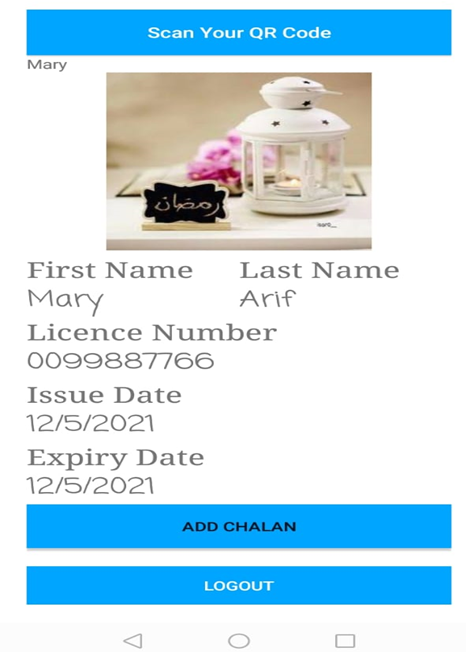 Scan Your QR Code
Mary
رمضان
First Name Last Name
Mary Arif
Licence Number
0099887766
Issue Date
12/5/2021
Expiry Date
12/5/2021
ADD CHALAN
LOGOUT